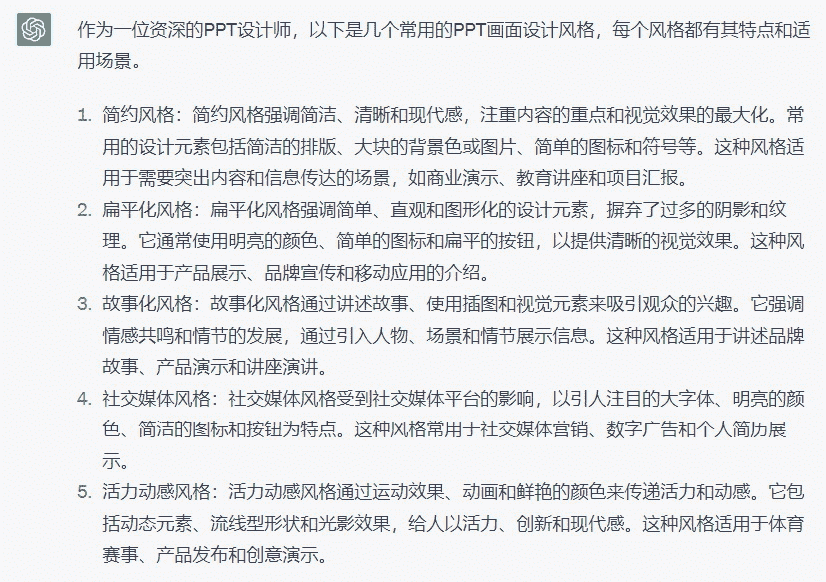 作为一位资深的PPT设计师，以下是几个常用的PPT画面设计风格，每个风格都有其特点和适
用场景。
1. 简约风格：简约风格强调简洁、清晰和现代感，注重内容的重点和视觉效果的最大化。常
用的设计元素包括简洁的排版、大块的背景色或图片、简单的图标和符号等。这种风格适
用于需要突出内容和信息传达的场景，如商业演示、教育讲座和项目汇报。
2. 扁平化风格：扁平化风格强调简单、直观和图形化的设计元素，摒弃了过多的阴影和纹
理。它通常使用明亮的颜色、简单的图标和扁平的按钮，以提供清晰的视觉效果。这种风
格适用于产品展示、品牌宣传和移动应用的介绍。
3. 故事化风格：故事化风格通过讲述故事、使用插图和视觉元素来吸引观众的兴趣。它强调
情感共鸣和情节的发展，通过引入人物、场景和情节展示信息。这种风格适用于讲述品牌
故事、产品演示和讲座演讲。
4. 社交媒体风格：社交媒体风格受到社交媒体平台的影响，以引人注目的大字体、明亮的颜
色、简洁的图标和按钮为特点。这种风格常用于社交媒体营销、数字广告和个人简历展
示。
5. 活力动感风格：活力动感风格通过运动效果、动画和鲜艳的颜色来传递活力和动感。它包
括动态元素、流线型形状和光影效果，给人以活力、创新和现代感。这种风格适用于体育
赛事、产品发布和创意演示。